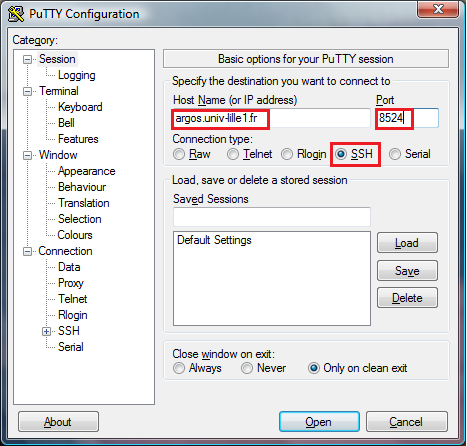 PuTTY Configuration
Category:
Session
Logging
Terminal
Keyboard
Bell
Features
Window
Appearance
Behaviour
Translation
Selection
Colours
Connection
Data
Proxy
Telnet
Rlogin
SSH
Serial
Basic options for your PuTTY session
Specify the destination you want to connect to
Host Name (or IP address) Port
argos.univ-lille1.fr 8524
Connection type:
Raw Telnet Rlogin SSH Serial
Load, save or delete a stored session
Saved Sessions
Default Settings
Load
Save
Delete
Close window on exit:
Always Never Only on clean exit
About Open Cancel